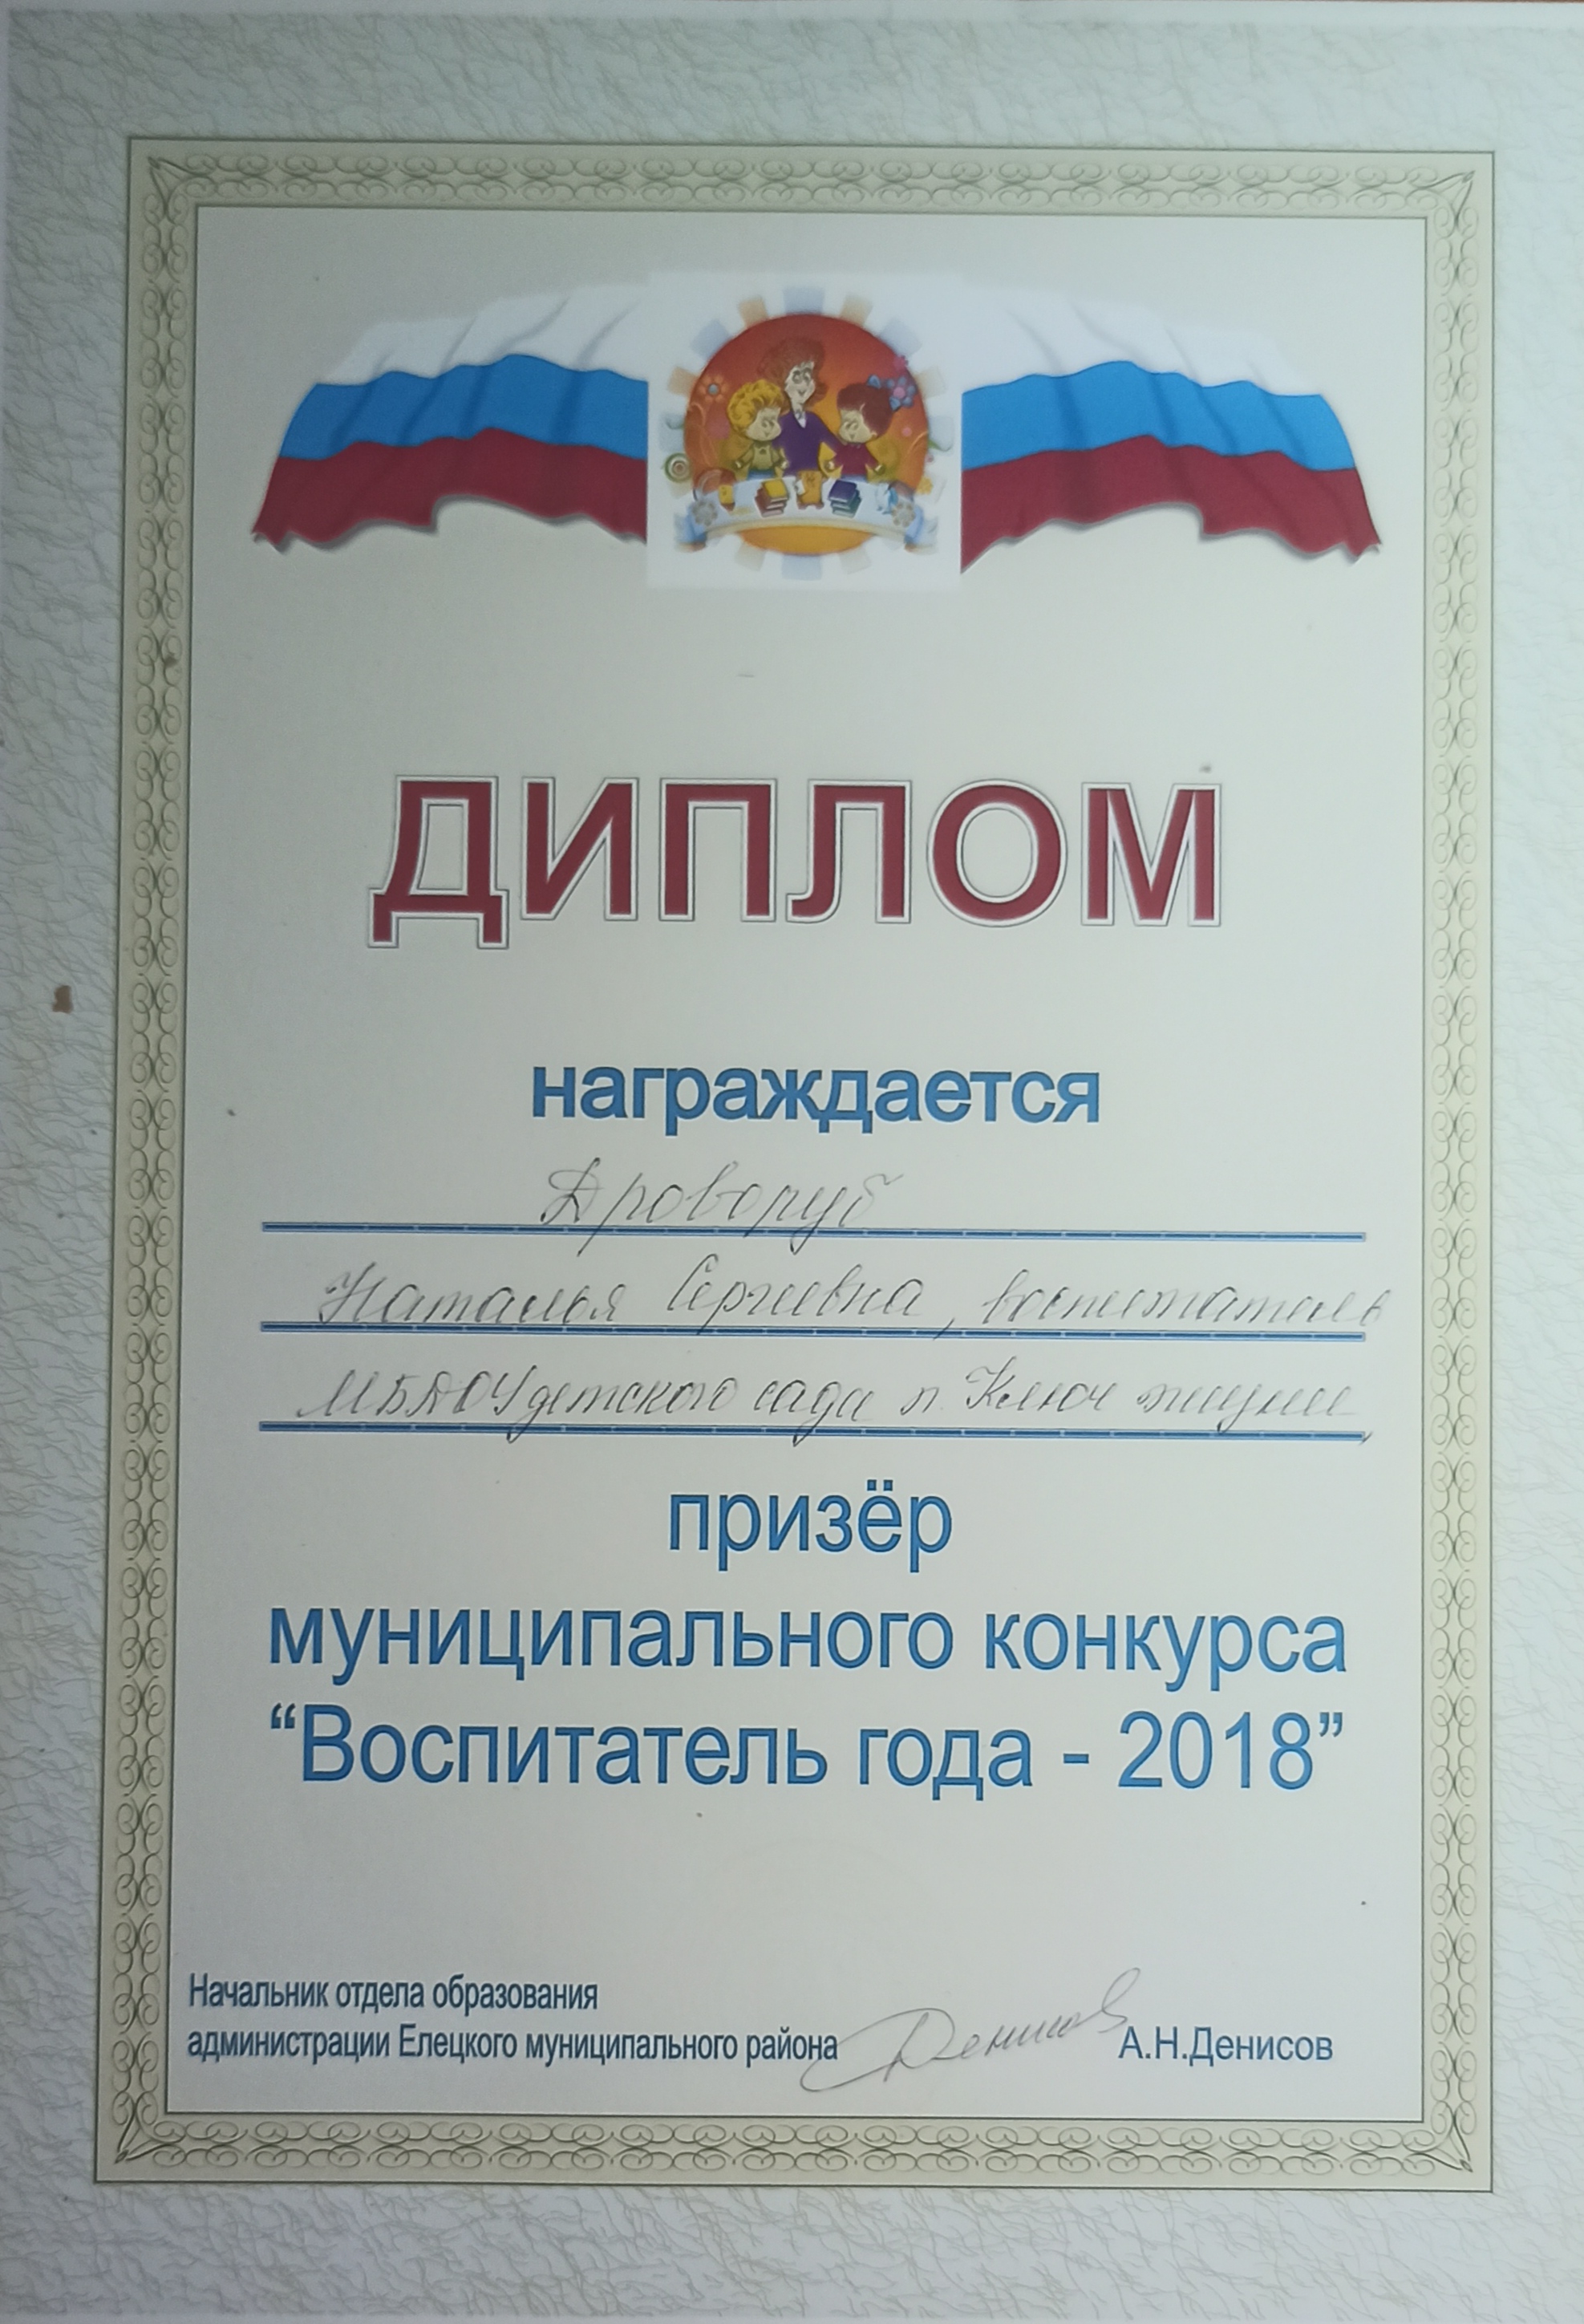 ДИПЛОМ
награждается
Дроворуб
Наталья Сергеевна, воспитатель
МБДОУ детского сада п. Ключ жизни,
призёр
муниципального конкурса
“Воспитатель года - 2018”
Начальник отдела образования
администрации Елецкого муниципального района Денисов А.Н.Денисов